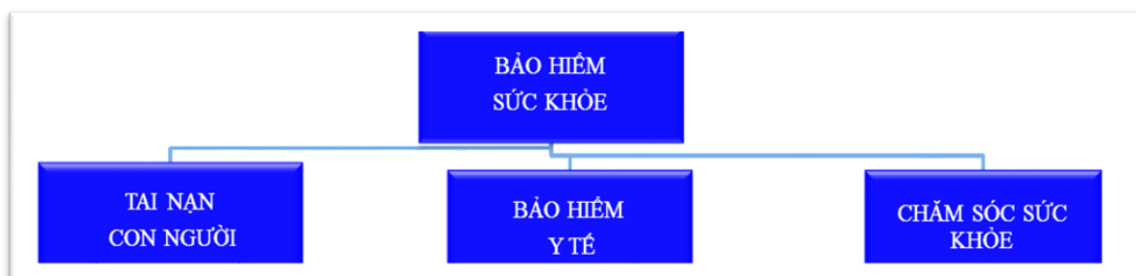 BẢO HIỂM
SỨC KHỎE
TAI NẠN
CON NGƯỜI
BẢO HIỂM
Y TẾ
CHĂM SÓC SỨC
KHỎE